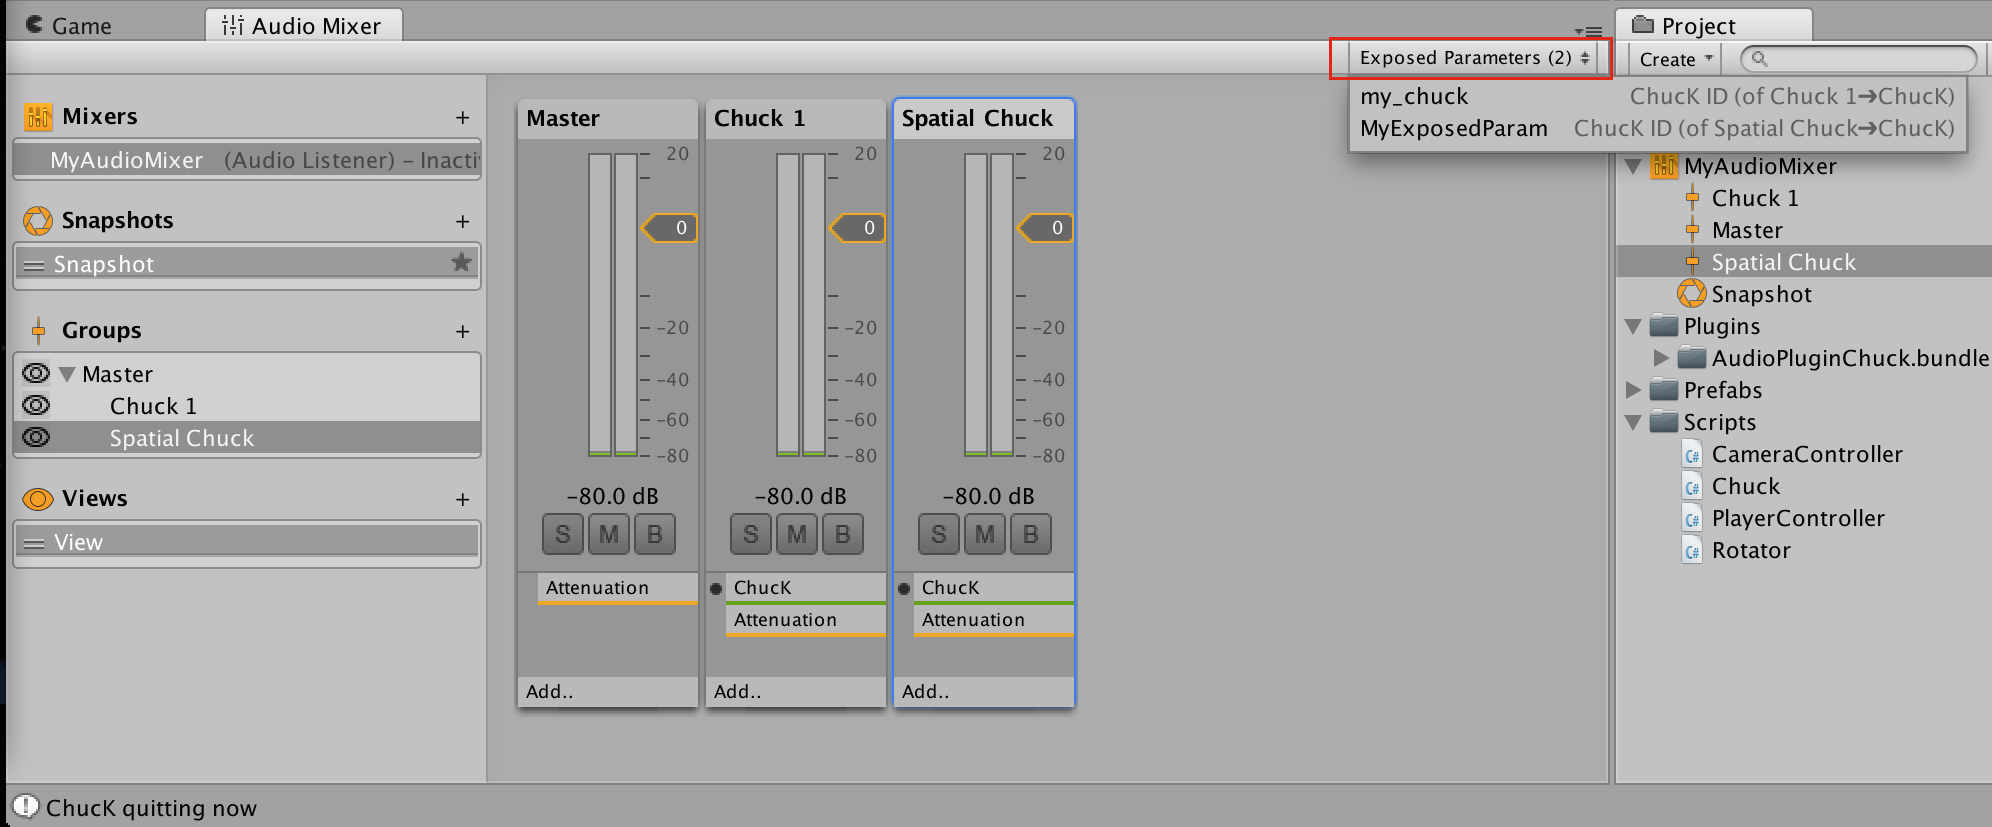 Game
Audio Mixer
Exposed Parameters (2)
Project
Create
my_chuck ChucK ID (of Chuck 1➔ChucK)
MyExposedParam ChucK ID (of Spatial Chuck➔ChucK)
Mixers +
MyAudioMixer (Audio Listener) – Inacti
Snapshots +
Snapshot
Groups +
Master
Chuck 1
Spatial Chuck
Views +
View
Master
20
0
-20
-40
-60
-80
-80.0 dB
S M B
Attenuation
Add..
Chuck 1
20
0
-20
-40
-60
-80
-80.0 dB
S M B
ChucK
Attenuation
Add..
Spatial Chuck
20
0
-20
-40
-60
-80
-80.0 dB
S M B
ChucK
Attenuation
Add..
MyAudioMixer
Chuck 1
Master
Spatial Chuck
Snapshot
Plugins
AudioPluginChuck.bundle
Prefabs
Scripts
C# CameraController
C# Chuck
C# PlayerController
C# Rotator
ChucK quitting now